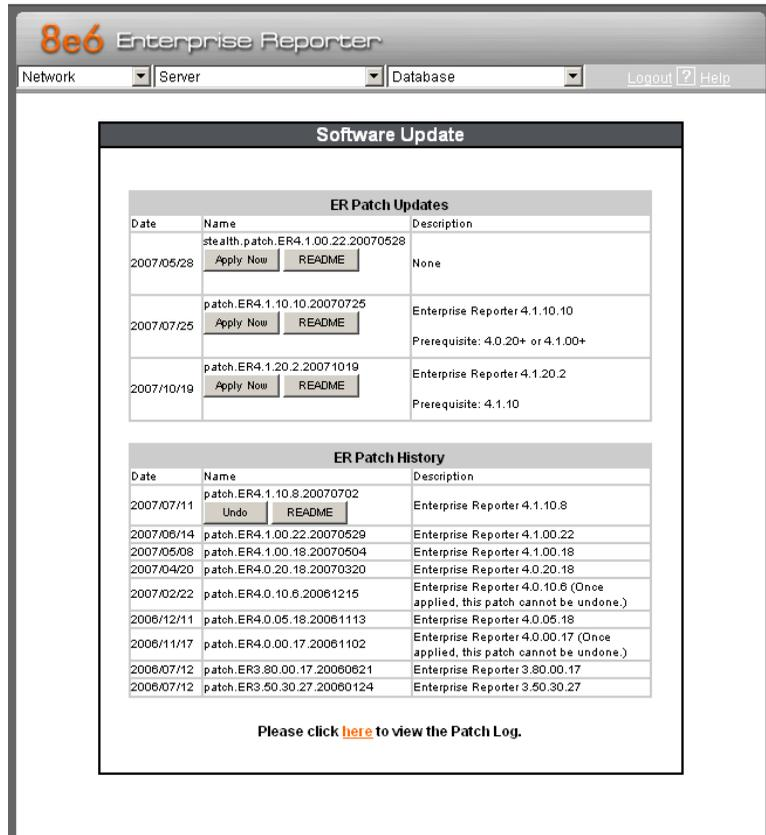 8e6 Enterprise Reporter
Network Server Database Logout ? Help
Software Update
ER Patch Updates
Date Name Description
2007/05/28 stealth.patch.ER4.1.00.22.20070528 None
Apply Now README
2007/07/25 patch.ER4.1.10.10.20070725 Enterprise Reporter 4.1.10.10
Apply Now README
Prerequisite: 4.0.20+ or 4.1.00+
2007/10/19 patch.ER4.1.20.2.20071019 Enterprise Reporter 4.1.20.2
Apply Now README
Prerequisite: 4.1.10
ER Patch History
Date Name Description
2007/07/11 patch.ER4.1.10.8.20070702 Enterprise Reporter 4.1.10.8
Undo README
2007/06/14 patch.ER4.1.00.22.20070529 Enterprise Reporter 4.1.00.22
2007/05/08 patch.ER4.1.00.18.20070504 Enterprise Reporter 4.1.00.18
2007/04/20 patch.ER4.0.20.18.20070320 Enterprise Reporter 4.0.20.18
2007/02/22 patch.ER4.0.10.6.20061215 Enterprise Reporter 4.0.10.6 (Once
applied, this patch cannot be undone.)
2006/12/11 patch.ER4.0.05.18.20061113 Enterprise Reporter 4.0.05.18
2006/11/17 patch.ER4.0.00.17.20061102 Enterprise Reporter 4.0.00.17 (Once
applied, this patch cannot be undone.)
2006/07/12 patch.ER3.80.00.17.20060621 Enterprise Reporter 3.80.00.17
2006/07/12 patch.ER3.50.30.27.20060124 Enterprise Reporter 3.50.30.27
Please click here to view the Patch Log.